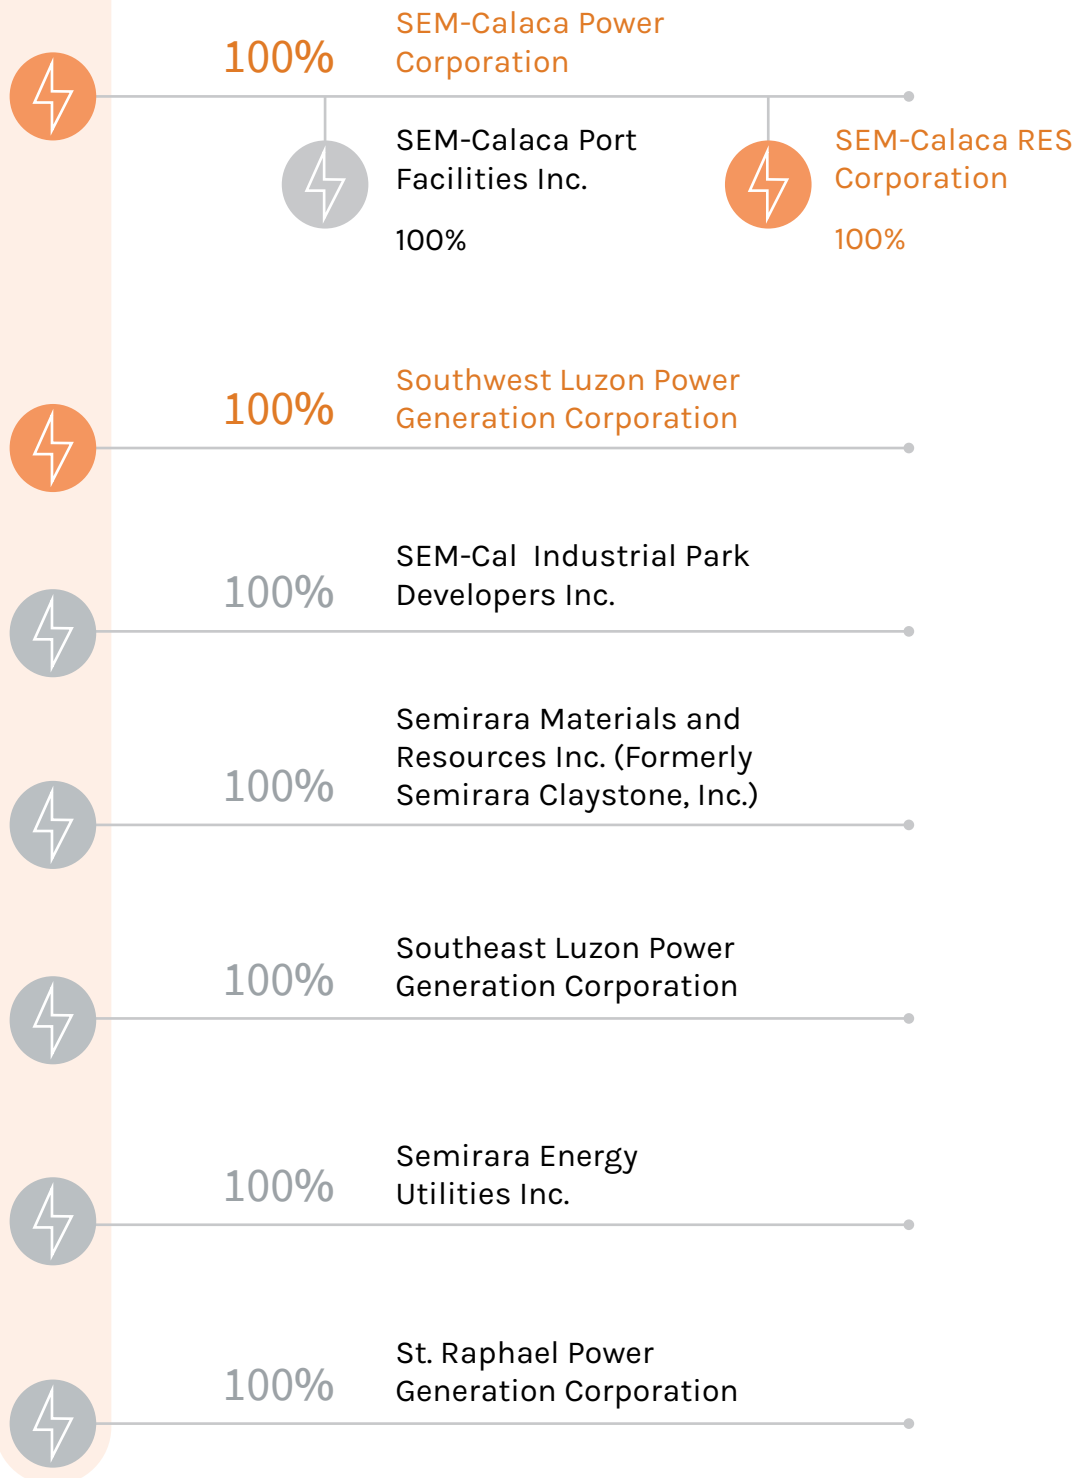 100%
SEM-Calaca Power
Corporation
SEM-Calaca Port
Facilities Inc.
100%
SEM-Calaca RES
Corporation
100%
100%
Southwest Luzon Power
Generation Corporation
100%
SEM-Cal  Industrial Park
Developers Inc.
100%
Semirara Materials and
Resources Inc. (Formerly
Semirara Claystone, Inc.)
100%
Southeast Luzon Power
Generation Corporation
100%
Semirara Energy
Utilities Inc.
100%
St. Raphael Power
Generation Corporation